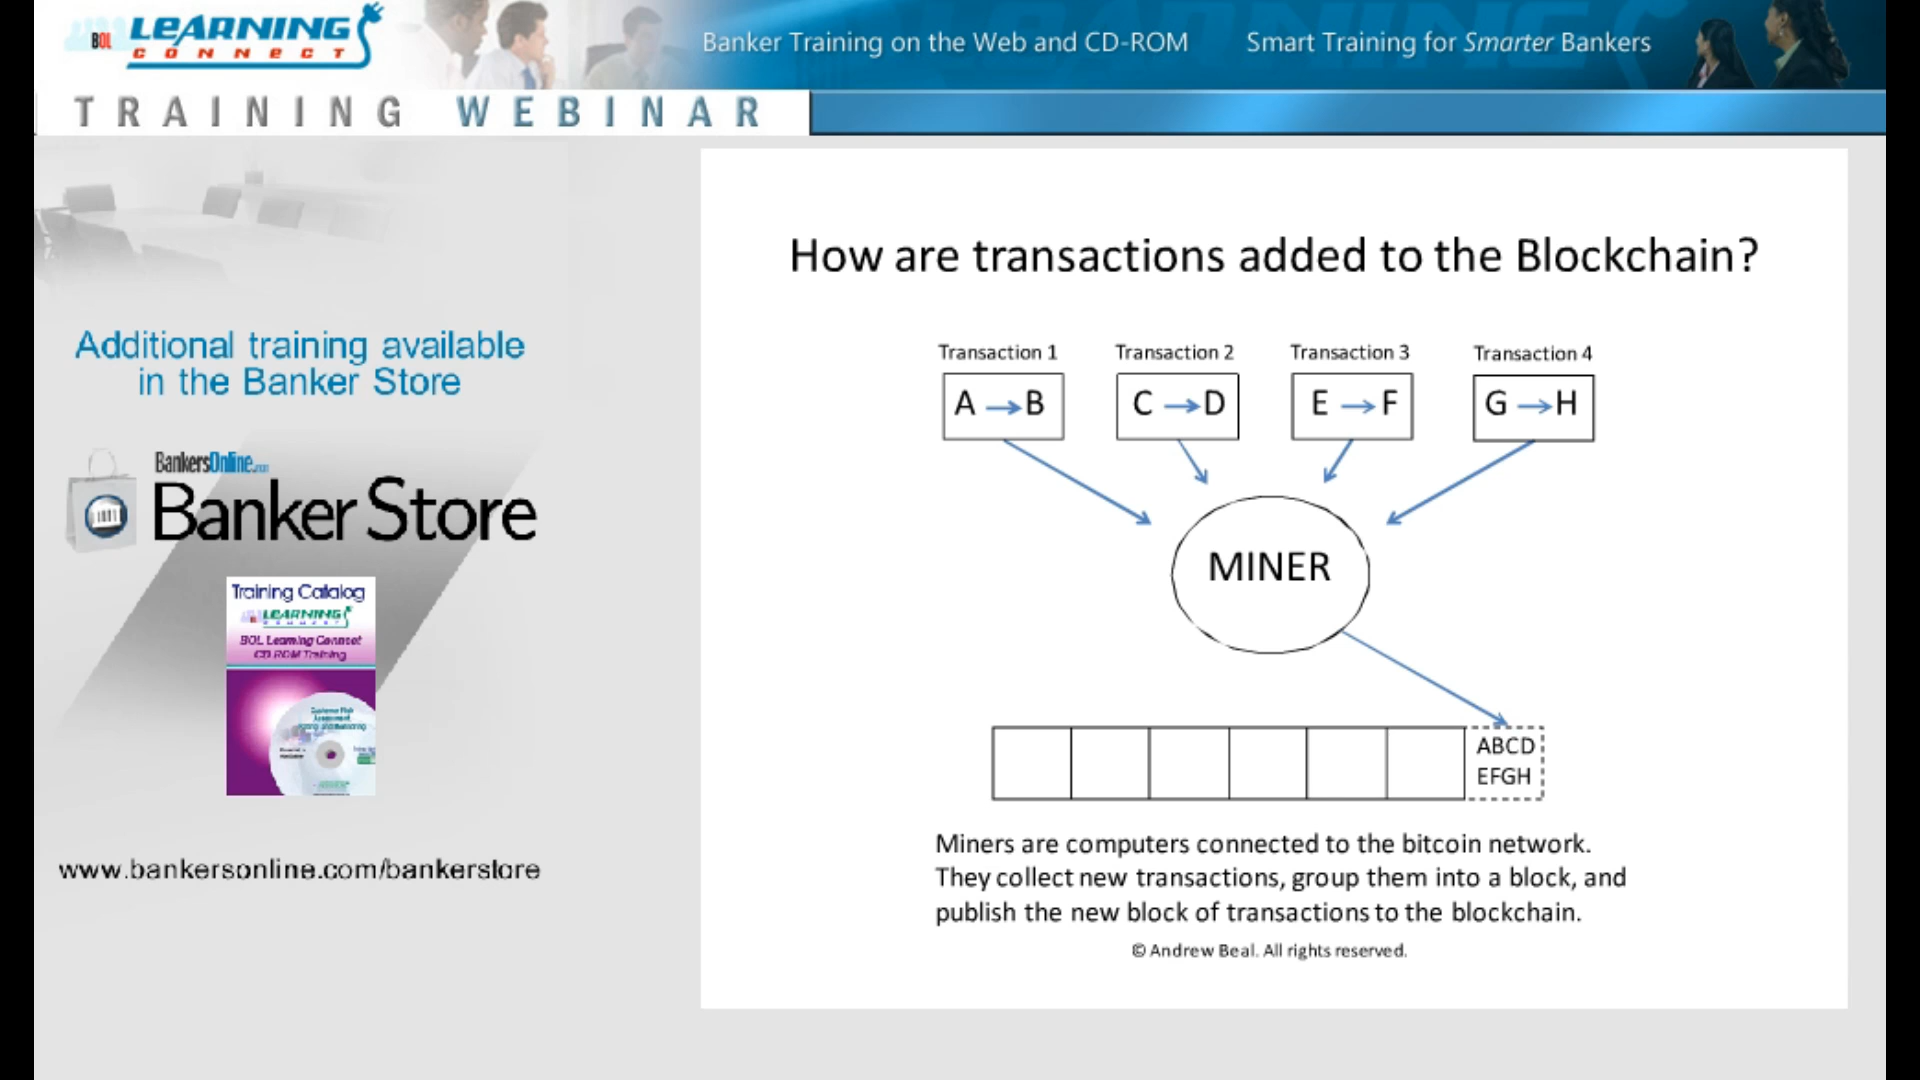 BOL LEARNING
CONNECT
Banker Training on the Web and CD-ROM Smart Training for Smarter Bankers
TRAINING WEBINAR
Additional training available
in the Banker Store
BankersOnline.com
Banker Store
Training Catalog
LEARNING
BOL Learning Connect
CD ROM Training
www.bankersonline.com/bankerstore
How are transactions added to the Blockchain?
Transaction 1 Transaction 2 Transaction 3 Transaction 4
A → B C → D E → F G → H
MINER
ABCD
EFGH
Miners are computers connected to the bitcoin network.
They collect new transactions, group them into a block, and
publish the new block of transactions to the blockchain.
© Andrew Beal. All rights reserved.